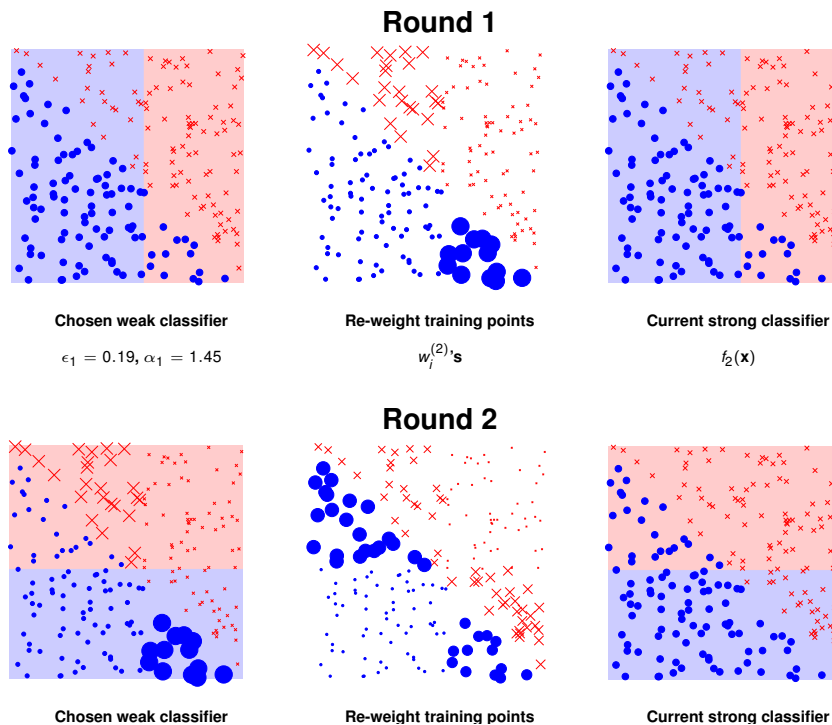 Round 1
Chosen weak classifier
Re-weight training points
Current strong classifier
ϵ₁ = 0.19, α₁ = 1.45
wᵢ⁽²⁾'s
f₂(x)
Round 2
Chosen weak classifier
Re-weight training points
Current strong classifier